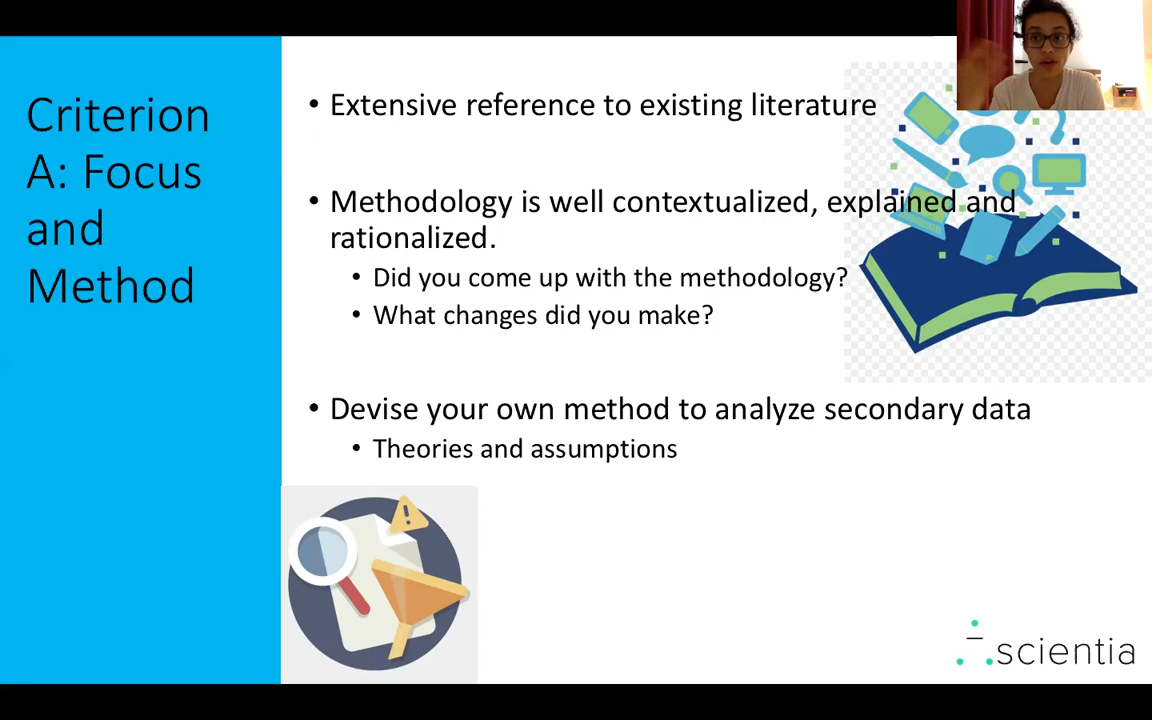 Criterion
A: Focus
and
Method
• Extensive reference to existing literature
• Methodology is well contextualized, explained and
rationalized.
• Did you come up with the methodology?
• What changes did you make?
• Devise your own method to analyze secondary data
• Theories and assumptions
scientia